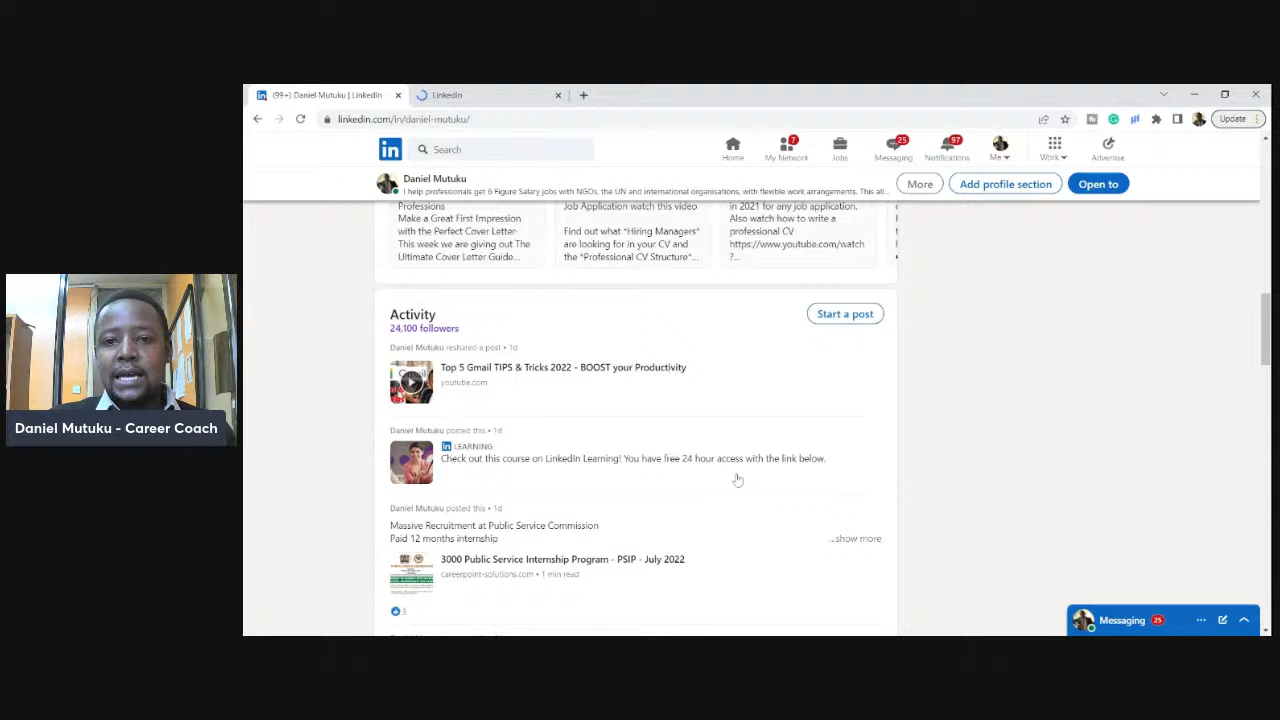 (99+) Daniel Mutuku | LinkedIn
LinkedIn
linkedin.com/in/daniel-mutuku/
Update
in
Search
Home
7
My Network
Jobs
25
Messaging
97
Notifications
Me
Work
Advertise
Daniel Mutuku
I help professionals get 6 Figure Salary jobs with NGOs, the UN and international organisations, with flexible work arrangements. This all...
More
Add profile section
Open to
Professionals
Make a Great First Impression
with the Perfect Cover Letter-
This week we are giving out The
Ultimate Cover Letter Guide...
Job Application watch this video
Find out what *Hiring Managers*
are looking for in your CV and
the *Professional CV Structure*...
in 2021 for any job application.
Also watch how to write a
professional CV
https://www.youtube.com/watch
?...
Activity
24,100 followers
Start a post
Daniel Mutuku reshared a post • 1d
Top 5 Gmail TIPS & Tricks 2022 - BOOST your Productivity
youtube.com
Daniel Mutuku posted this • 1d
in LEARNING
Check out this course on LinkedIn Learning! You have free 24 hour access with the link below.
Daniel Mutuku posted this • 1d
Massive Recruitment at Public Service Commission
Paid 12 months internship
...show more
3000 Public Service Internship Program - PSIP - July 2022
careerpoint-solutions.com • 1 min read
3
Messaging 25
Daniel Mutuku - Career Coach